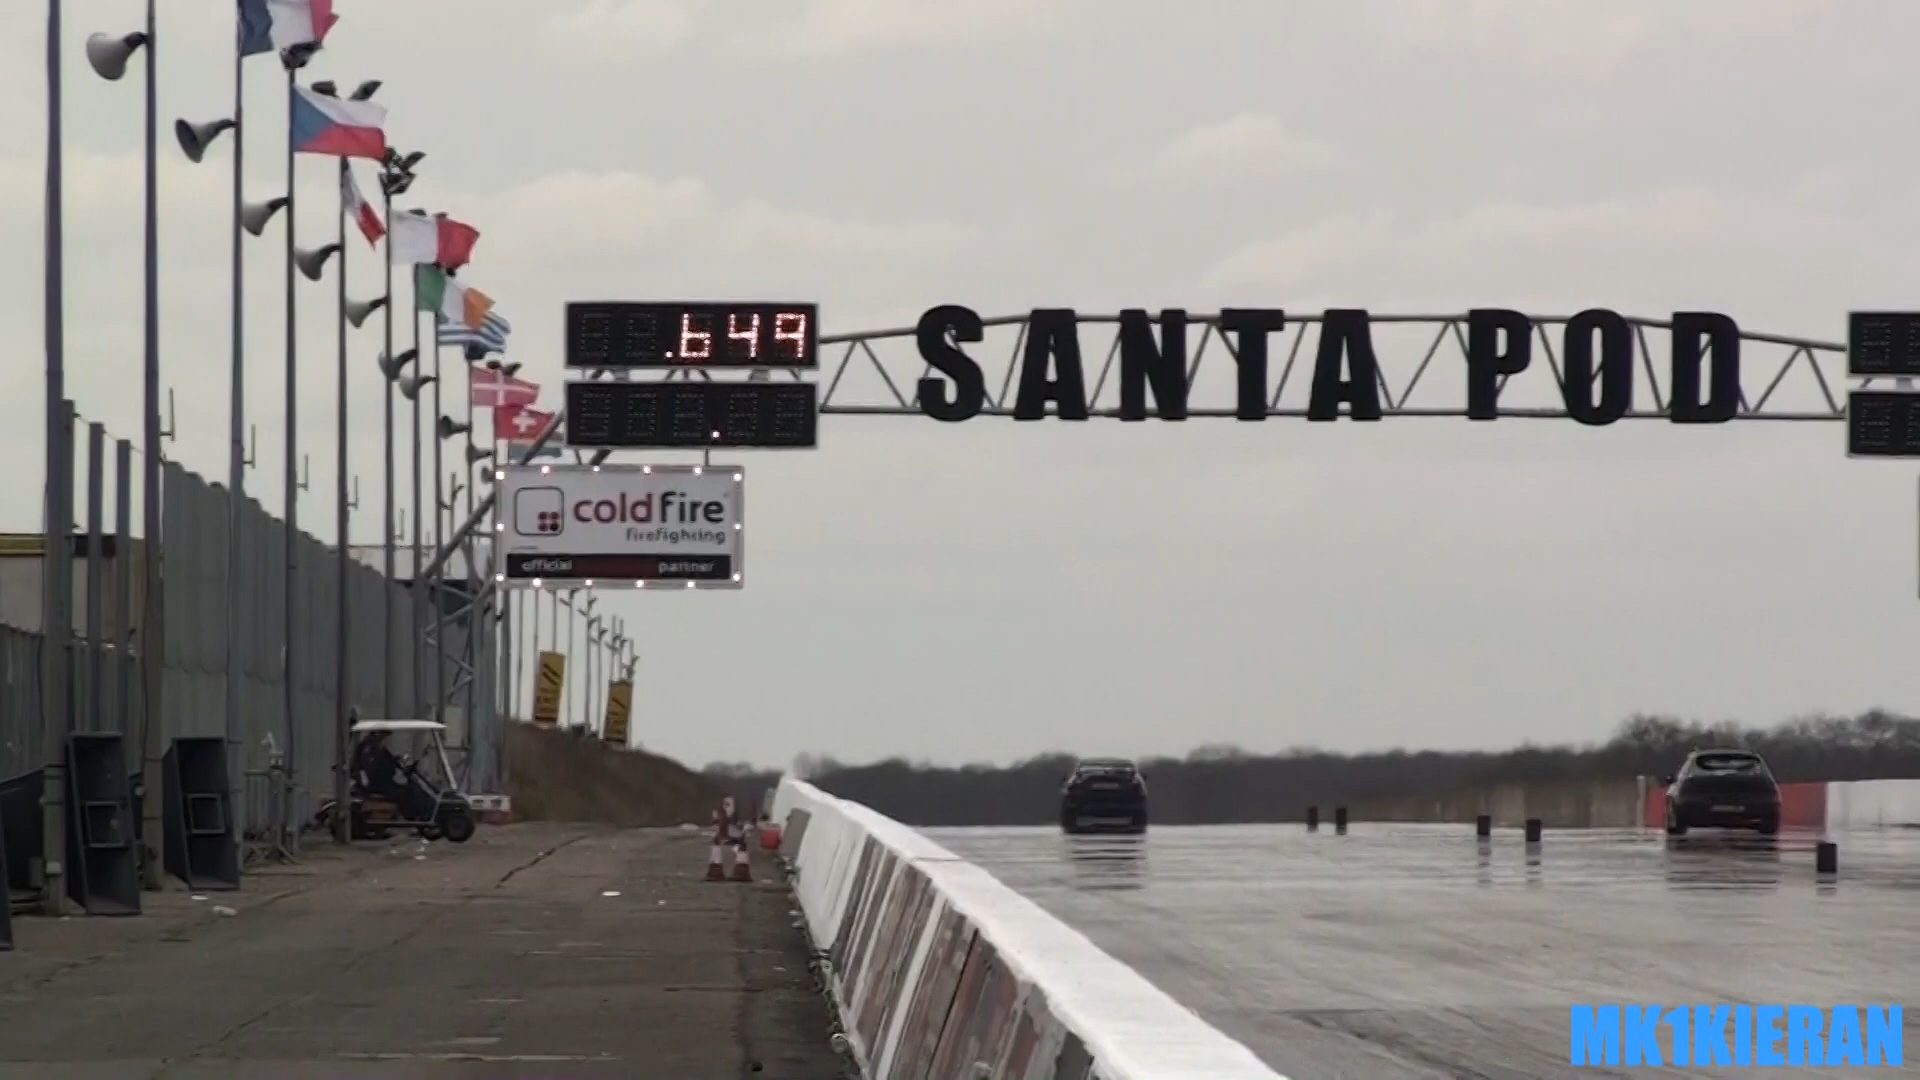 .649
SANTA POD
.
coldfire
firefighting
official partner
MK1KIERAN